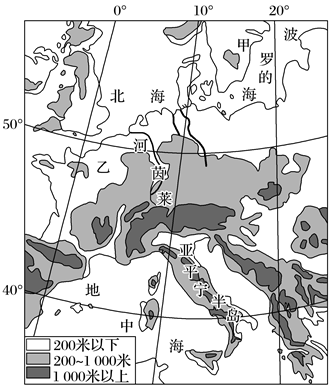 0° 10° 20°
波罗的海
甲
北海
50°
乙
莱茵河
亚平宁半岛
40°
地中海
200米以下
200~1 000米
1 000米以上